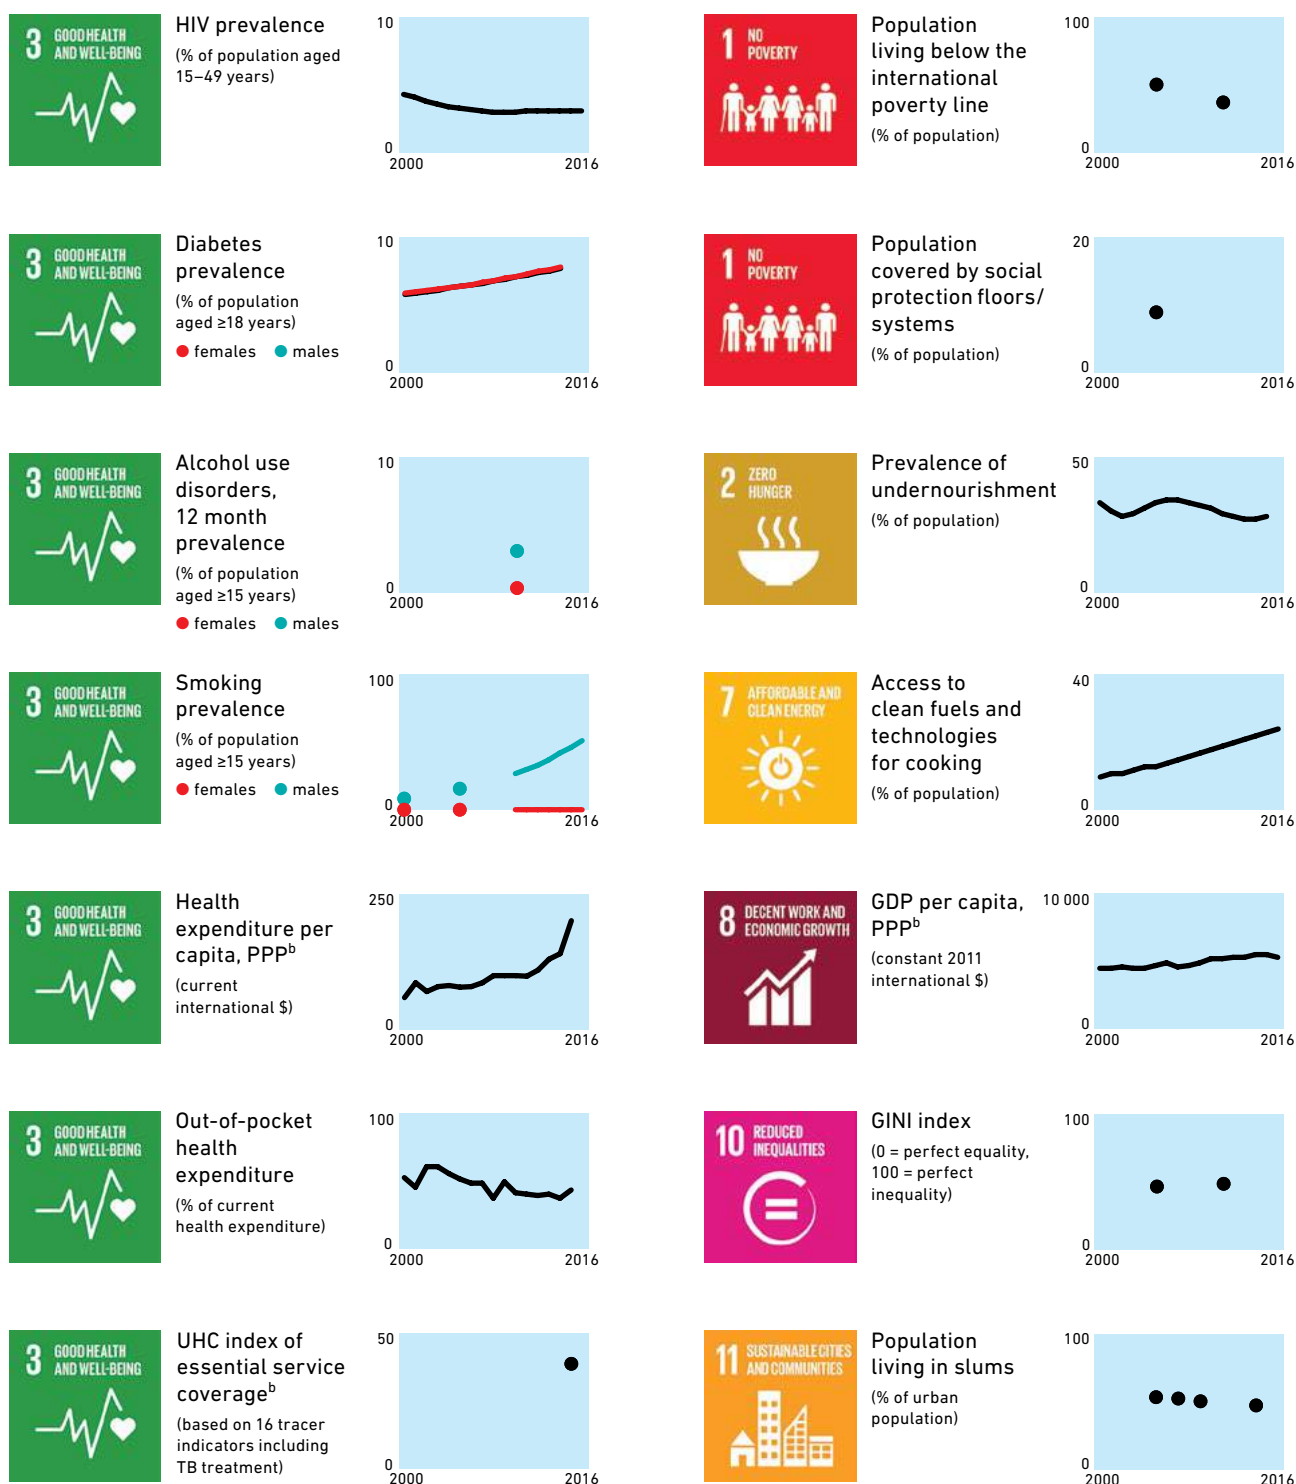 3 GOOD HEALTH
AND WELL-BEING
HIV prevalence
(% of population aged
15–49 years)
10
0
2000
2016
3 GOOD HEALTH
AND WELL-BEING
Diabetes
prevalence
(% of population
aged ≥18 years)
females males
10
0
2000
2016
3 GOOD HEALTH
AND WELL-BEING
Alcohol use
disorders,
12 month
prevalence
(% of population
aged ≥15 years)
females males
10
0
2000
2016
3 GOOD HEALTH
AND WELL-BEING
Smoking
prevalence
(% of population
aged ≥15 years)
females males
100
0
2000
2016
3 GOOD HEALTH
AND WELL-BEING
Health
expenditure per
capita, PPPᵇ
(current
international $)
250
0
2000
2016
3 GOOD HEALTH
AND WELL-BEING
Out-of-pocket
health
expenditure
(% of current
health expenditure)
100
0
2000
2016
3 GOOD HEALTH
AND WELL-BEING
UHC index of
essential service
coverageᵇ
(based on 16 tracer
indicators including
TB treatment)
50
0
2000
2016
1 NO
POVERTY
Population
living below the
international
poverty line
(% of population)
100
0
2000
2016
1 NO
POVERTY
Population
covered by social
protection floors/
systems
(% of population)
20
0
2000
2016
2 ZERO
HUNGER
Prevalence of
undernourishment
(% of population)
50
0
2000
2016
7 AFFORDABLE AND
CLEAN ENERGY
Access to
clean fuels and
technologies
for cooking
(% of population)
40
0
2000
2016
8 DECENT WORK AND
ECONOMIC GROWTH
GDP per capita,
PPPᵇ
(constant 2011
international $)
10 000
0
2000
2016
10 REDUCED
INEQUALITIES
GINI index
(0 = perfect equality,
100 = perfect
inequality)
100
0
2000
2016
11 SUSTAINABLE CITIES
AND COMMUNITIES
Population
living in slums
(% of urban
population)
100
0
2000
2016